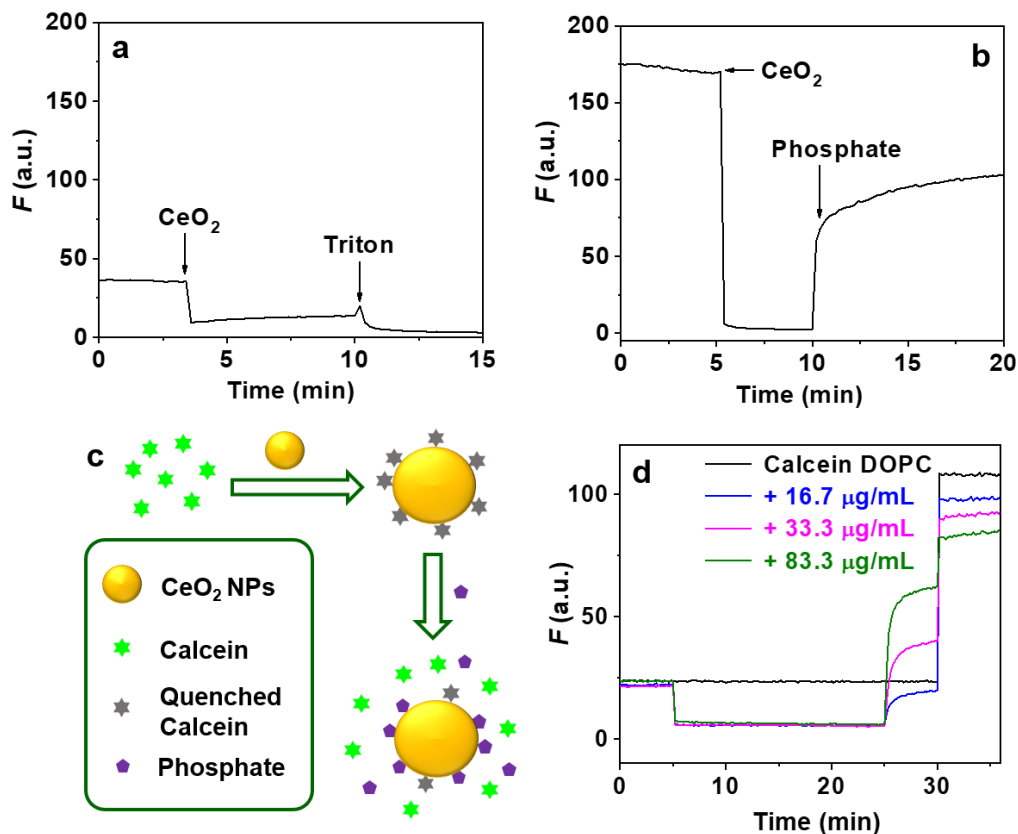 a
200
150
100
50
0
F (a.u.)
CeO₂
Triton
0 5 10 15
Time (min)
b
200
150
100
50
0
F (a.u.)
CeO₂
Phosphate
0 5 10 15 20
Time (min)
c
CeO₂ NPs
Calcein
Quenched
Calcein
Phosphate
d
Calcein DOPC
+ 16.7 μg/mL
+ 33.3 μg/mL
+ 83.3 μg/mL
100
50
0
F (a.u.)
0 10 20 30
Time (min)